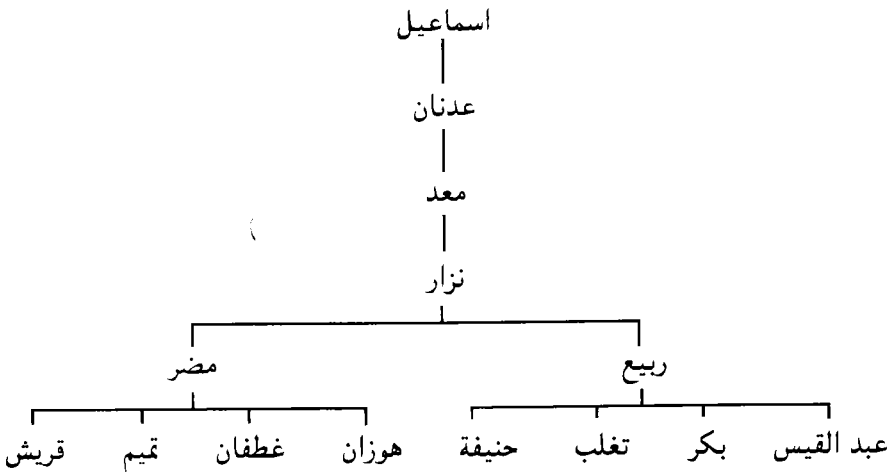 اسماعيل
عدنان
معد
نزار
ربيع مضر
عبد القيس بكر تغلب حنيفة هوزان غطفان تميم قريش